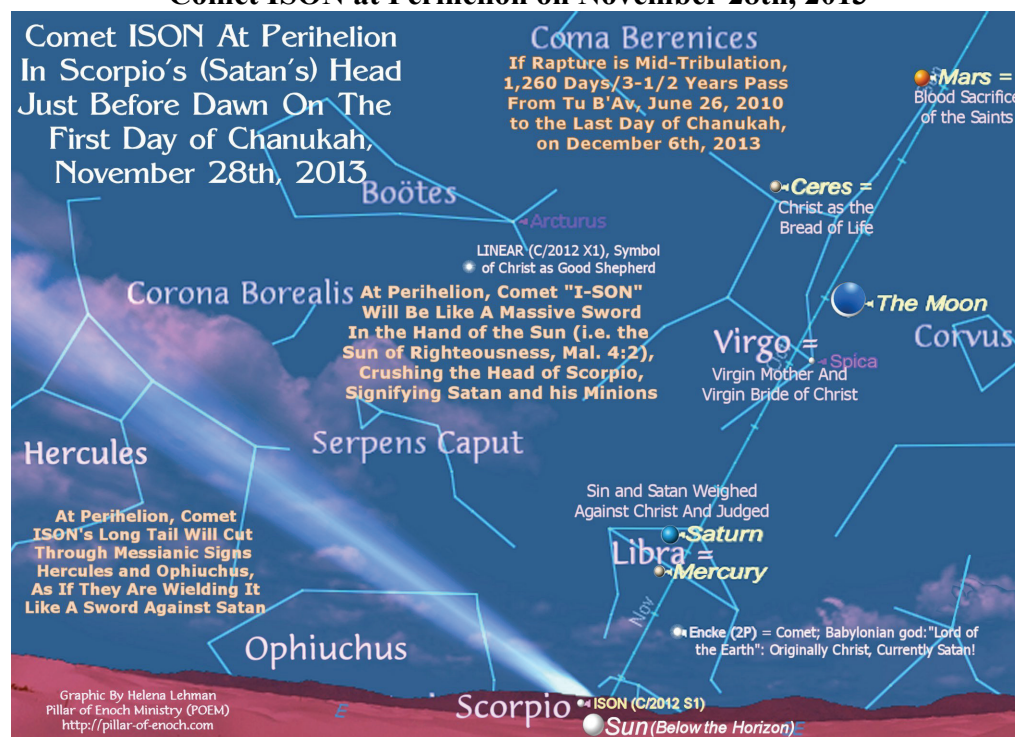 Comet ISON at Perihelion on November 28th, 2013
Comet ISON At Perihelion
In Scorpio's (Satan's) Head
Just Before Dawn On The
First Day of Chanukah,
November 28th, 2013
Coma Berenices
If Rapture is Mid-Tribulation,
1,260 Days/3-1/2 Years Pass
From Tu B'Av, June 26, 2010
to the Last Day of Chanukah,
on December 6th, 2013
Mars =
Blood Sacrifice
of the Saints
Boötes
Arcturus
Ceres =
Christ as the
Bread of Life
LINEAR (C/2012 X1), Symbol
of Christ as Good Shepherd
Corona Borealis
At Perihelion, Comet "I-SON"
Will Be Like A Massive Sword
In the Hand of the Sun (i.e. the
Sun of Righteousness, Mal. 4:2),
Crushing the Head of Scorpio,
Signifying Satan and his Minions
The Moon
Corvus
Virgo =
Spica
Virgin Mother And
Virgin Bride of Christ
Hercules
Serpens Caput
Sin and Satan Weighed
Against Christ And Judged
Saturn
Libra =
Mercury
At Perihelion, Comet
ISON's Long Tail Will Cut
Through Messianic Signs
Hercules and Ophiuchus,
As If They Are Wielding It
Like A Sword Against Satan
Nov
Encke (2P) = Comet; Babylonian god:"Lord of
the Earth": Originally Christ, Currently Satan!
Ophiuchus
Graphic By Helena Lehman
Pillar of Enoch Ministry (POEM)
http://pillar-of-enoch.com
E
Scorpio
ISON (C/2012 S1)
Sun (Below the Horizon)
E